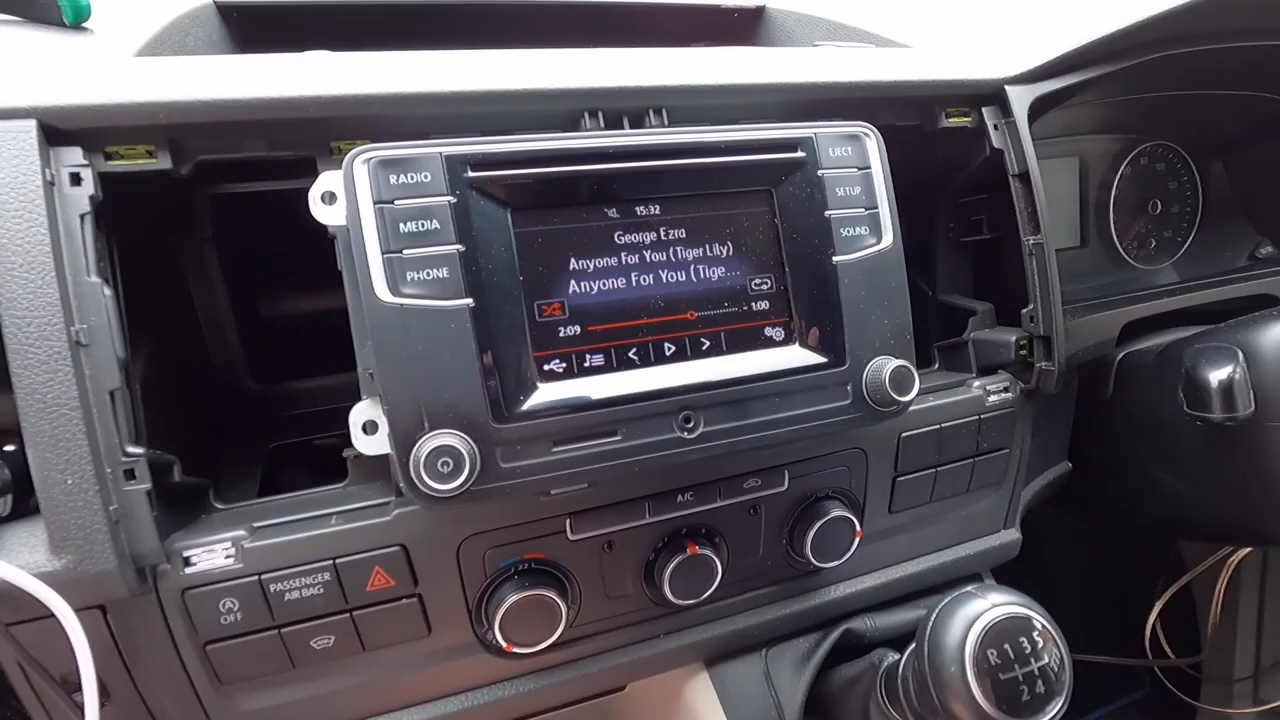 RADIO
MEDIA
PHONE
EJECT
SETUP
SOUND
15:32
George Ezra
Anyone For You (Tiger Lily)
Anyone For You (Tige...
2:09
- 1:00
A/C
22
A
OFF
PASSENGER
AIR BAG
R 1 3 5
2 4